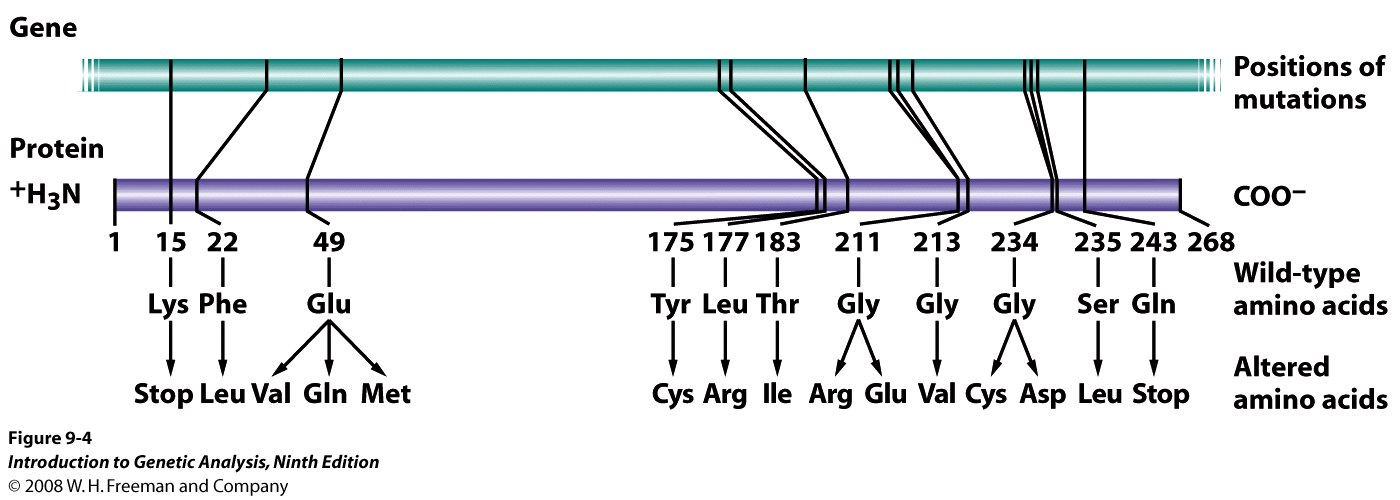 Gene
Positions of
mutations
Protein
+H3N
COO–
1 15 22 49 175 177 183 211 213 234 235 243 268
Wild-type
amino acids
Lys Phe Glu Tyr Leu Thr Gly Gly Gly Ser Gln
Altered
amino acids
Stop Leu Val Gln Met Cys Arg Ile Arg Glu Val Cys Asp Leu Stop
Figure 9-4
Introduction to Genetic Analysis, Ninth Edition
© 2008 W. H. Freeman and Company